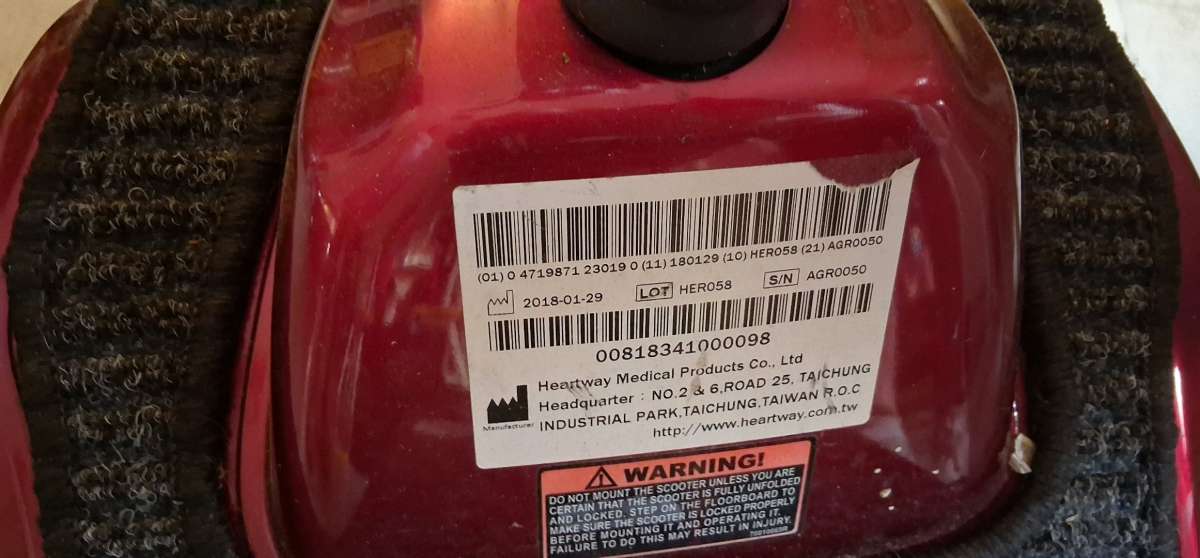 (01) 0 4719871 23019 0 (11) 180129 (10) HER058 (21) AGR0050
2018-01-29 LOT HER058 S/N AGR0050
00818341000098
Heartway Medical Products Co., Ltd
Headquarter : NO.2 & 6,ROAD 25, TAICHUNG
INDUSTRIAL PARK,TAICHUNG,TAIWAN R.O.C
Manufacturer
http://www.heartway.com.tw
WARNING!
DO NOT MOUNT THE SCOOTER UNLESS YOU ARE
CERTAIN THAT THE SCOOTER IS FULLY UNFOLDED
AND LOCKED. STEP ON THE FLOORBOARD TO
MAKE SURE THE SCOOTER IS LOCKED PROPERLY
BEFORE MOUNTING IT AND OPERATING IT.
FAILURE TO DO THIS MAY RESULT IN INJURY.